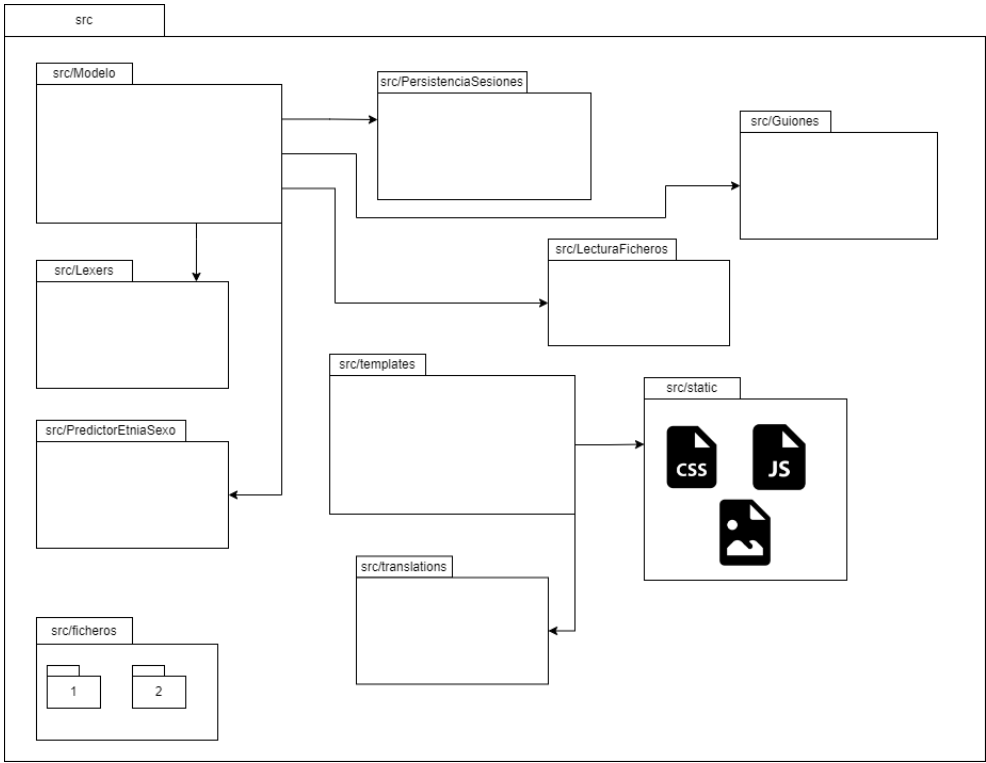 src
src/Modelo
src/PersistenciaSesiones
src/Guiones
src/LecturaFicheros
src/Lexers
src/templates
src/static
CSS
JS
src/PredictorEtniaSexo
src/translations
src/ficheros
1
2